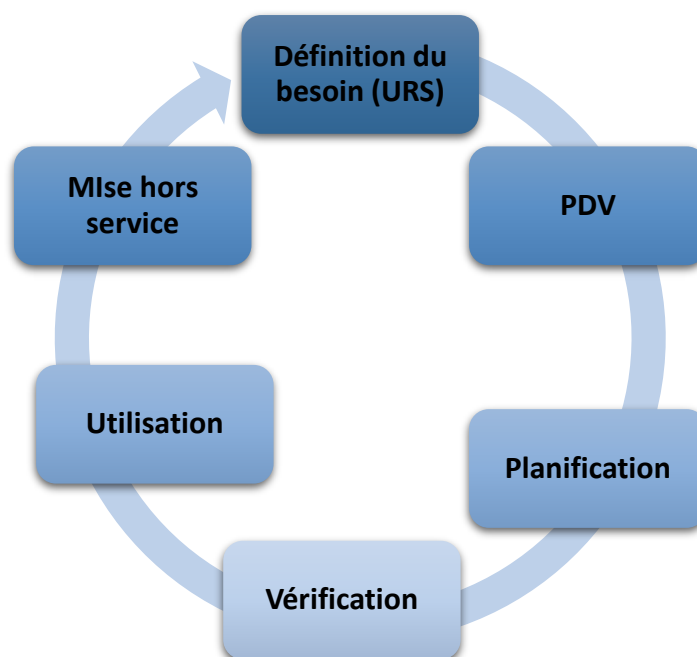 Définition du
besoin (URS)
PDV
Planification
Vérification
Utilisation
MIse hors
service